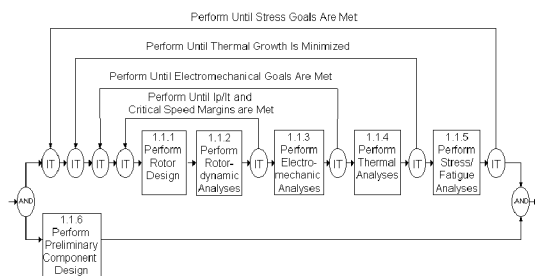 Perform Until Stress Goals Are Met
Perform Until Thermal Growth Is Minimized
Perform Until Electromechanical Goals Are Met
Perform Until Ip/It and
Critical Speed Margins are Met
IT
IT
IT
IT
1.1.1
Perform
Rotor
Design
1.1.2
Perform
Rotor-
dynamic
Analyses
IT
1.1.3
Perform
Electro-
Mechanic
Analyses
IT
1.1.4
Perform
Thermal
Analyses
IT
1.1.5
Perform
Stress/
Fatigue
Analyses
IT
AND
1.1.6
Perform
Preliminary
Component
Design
AND